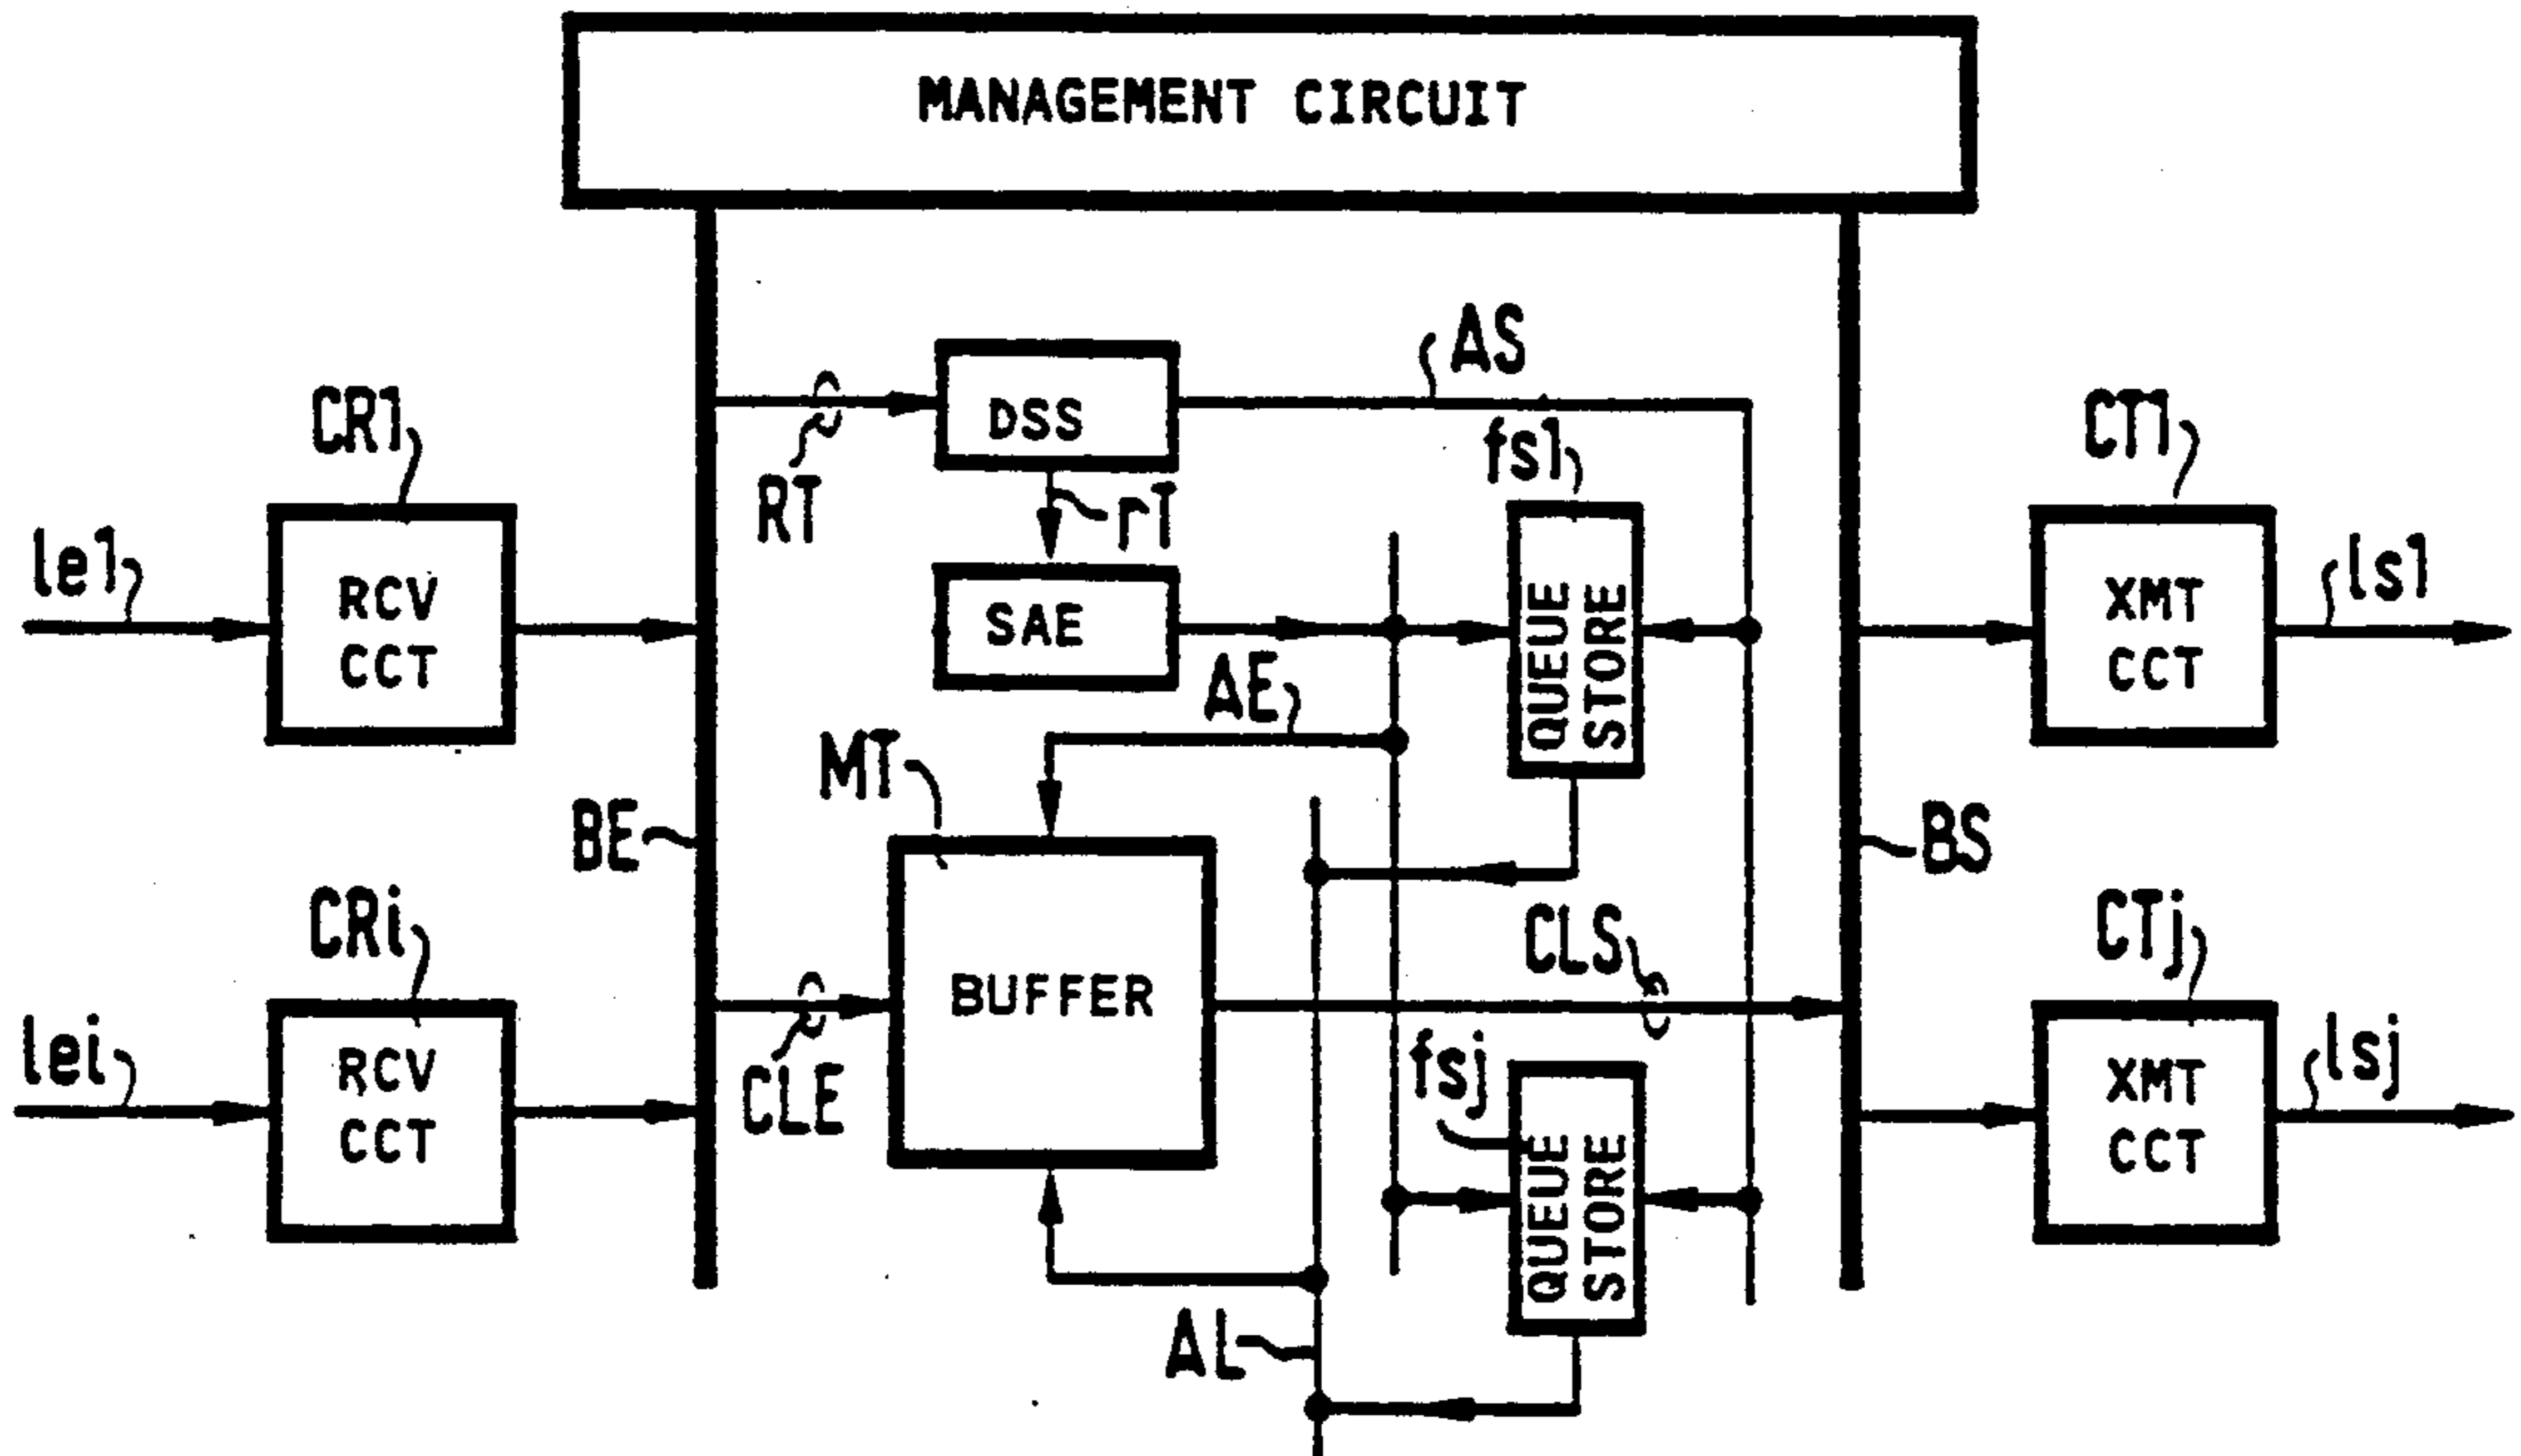 MANAGEMENT CIRCUIT
AS
CR1
DSS
fs1
CT1
RT
rT
le1
RCV
CCT
SAE
QUEUE
STORE
XMT
CCT
ls1
AE
MT
BE
BS
CRi
CLS
CTj
BUFFER
lei
RCV
CCT
CLE
fsj
QUEUE
STORE
XMT
CCT
lsj
AL